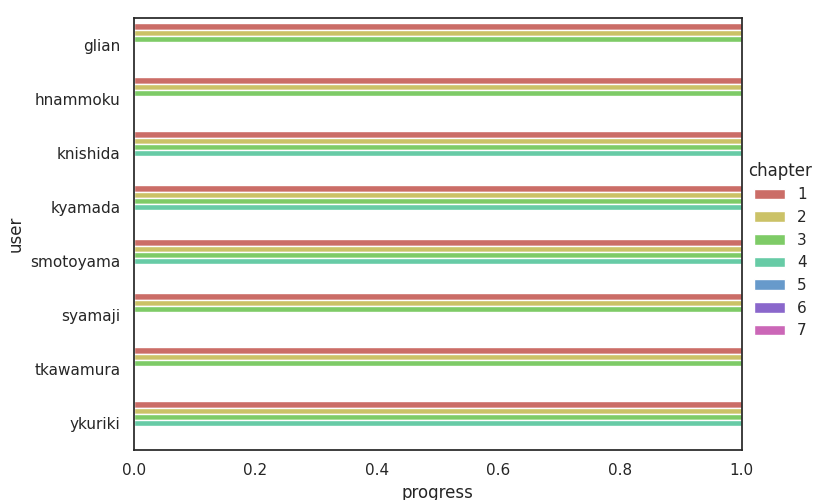 glian
hnammoku
knishida
kyamada
smotoyama
syamaji
tkawamura
ykuriki
user
0.0 0.2 0.4 0.6 0.8 1.0
progress
chapter
1
2
3
4
5
6
7